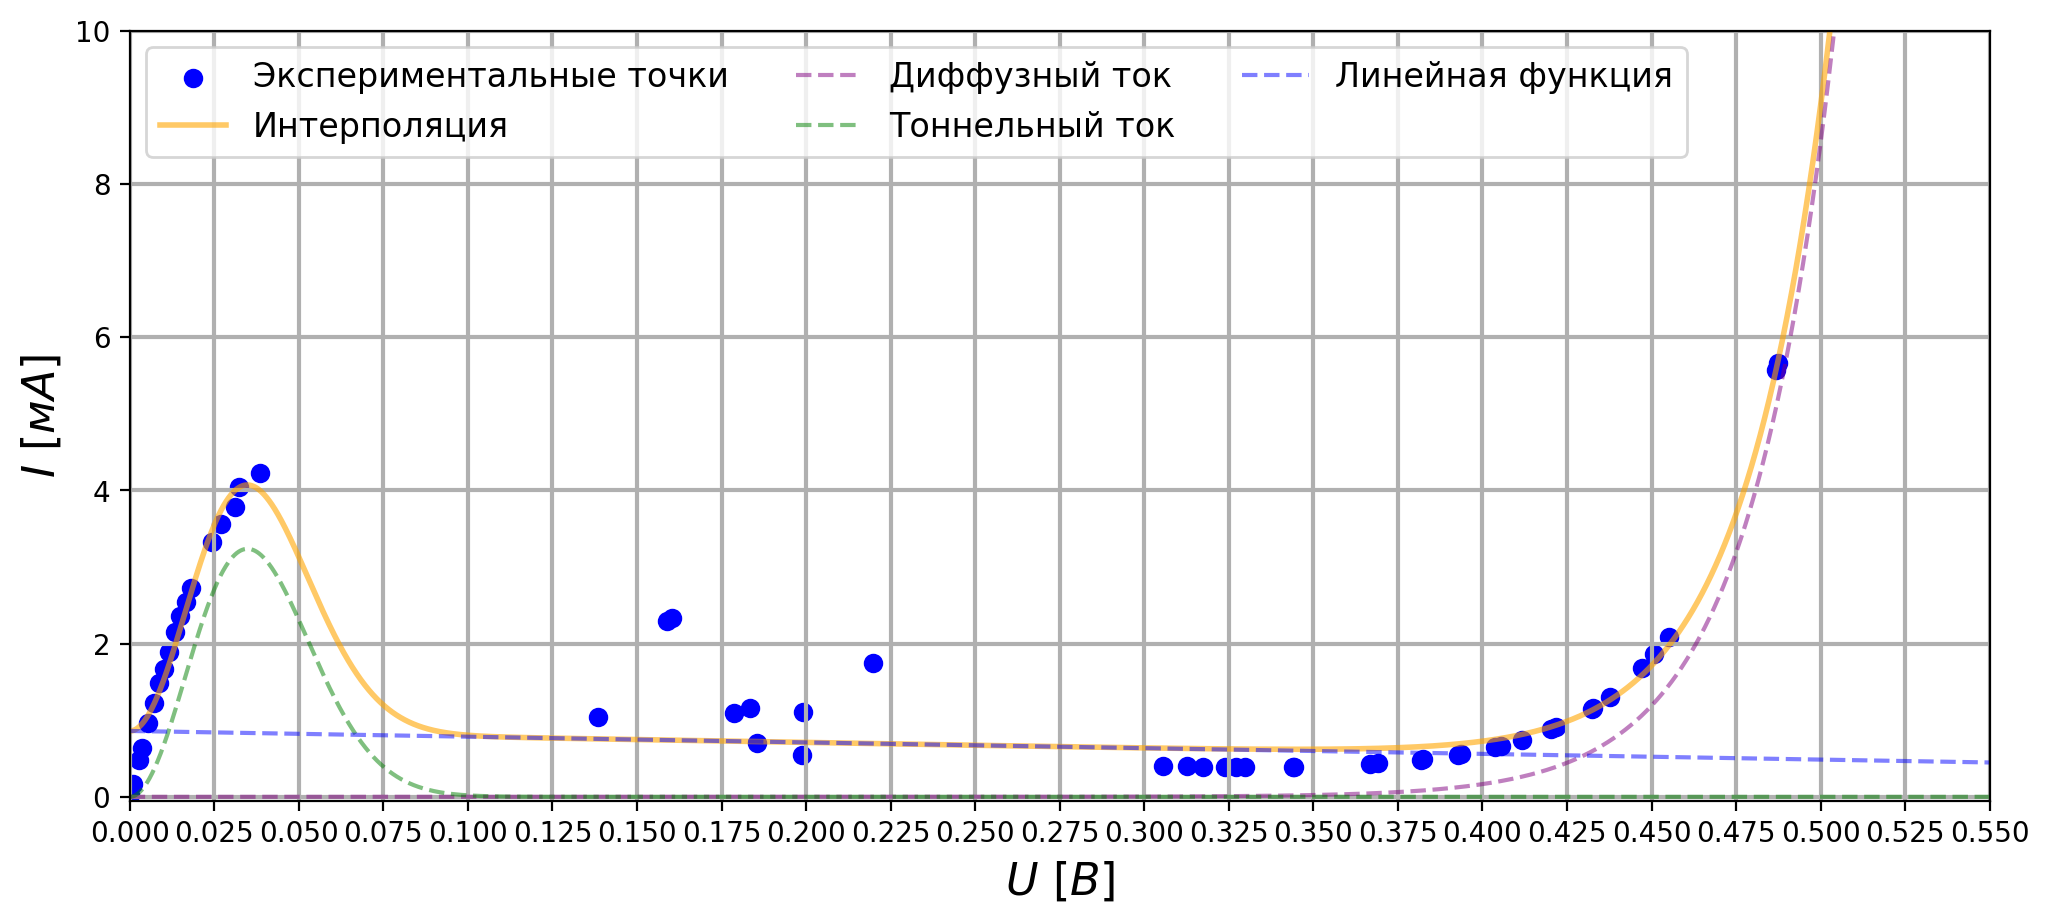 10
8
6
4
2
0
I [мА]
Экспериментальные точки
Интерполяция
Диффузный ток
Тоннельный ток
Линейная функция
0.000 0.025 0.050 0.075 0.100 0.125 0.150 0.175 0.200 0.225 0.250 0.275 0.300 0.325 0.350 0.375 0.400 0.425 0.450 0.475 0.500 0.525 0.550
U [В]